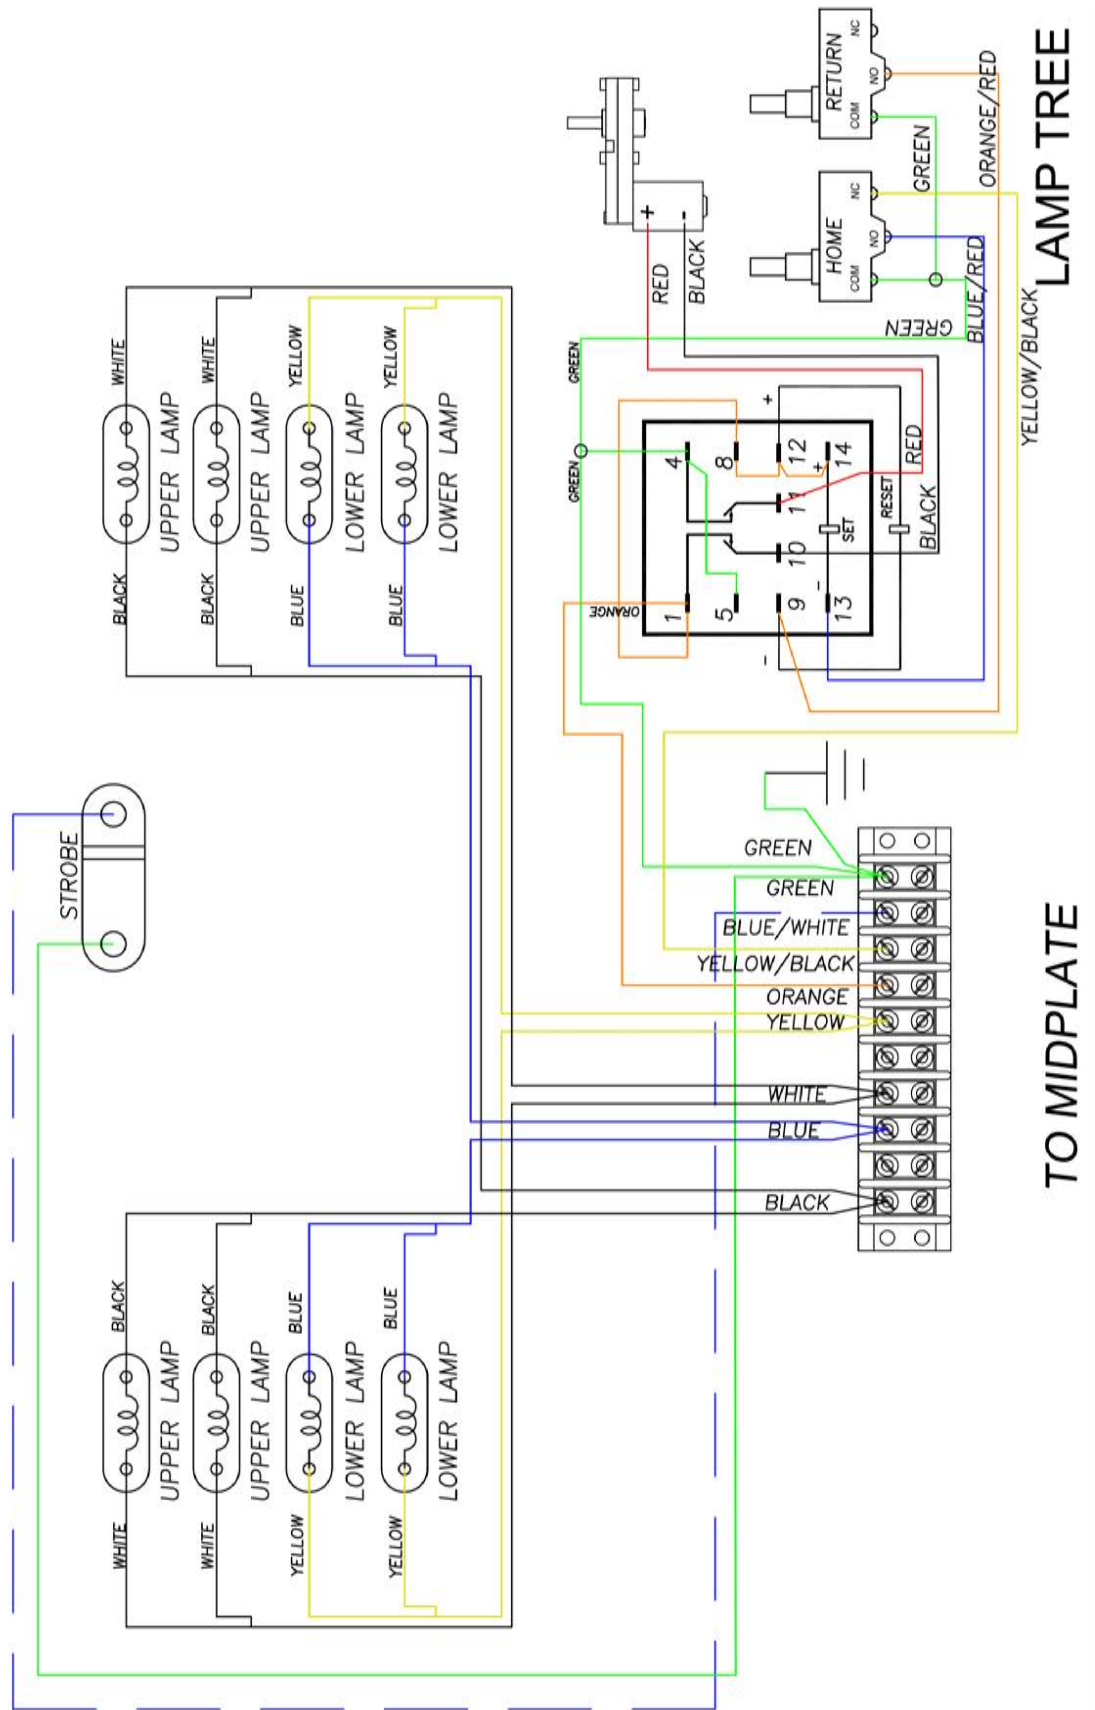 RETURN
NC
NO
COM
HOME
NC
NO
COM
GREEN
ORANGE/RED
LAMP TREE
+
-
RED
BLACK
BLUE/RED
YELLOW/BLACK
GREEN
GREEN
GREEN
WHITE
WHITE
YELLOW
YELLOW
UPPER LAMP
UPPER LAMP
LOWER LAMP
LOWER LAMP
BLACK
BLACK
BLUE
BLUE
4
8
12
14
+
+
11
10
RED
RESET
SET
BLACK
ORANGE
1
5
9
13
-
-
STROBE
GREEN
GREEN
BLUE/WHITE
YELLOW/BLACK
ORANGE
YELLOW
WHITE
BLUE
BLACK
TO MIDPLATE
BLACK
BLACK
BLUE
BLUE
UPPER LAMP
UPPER LAMP
LOWER LAMP
LOWER LAMP
WHITE
WHITE
YELLOW
YELLOW